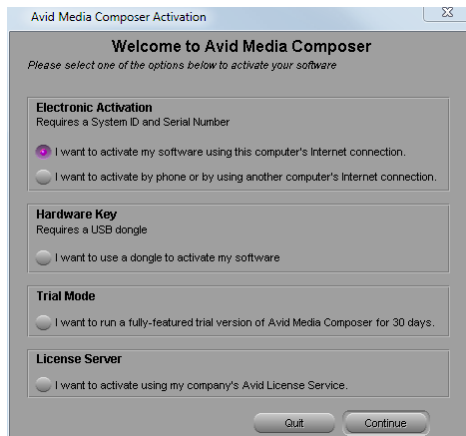 Avid Media Composer Activation
Welcome to Avid Media Composer
Please select one of the options below to activate your software
Electronic Activation
Requires a System ID and Serial Number
I want to activate my software using this computer's Internet connection.
I want to activate by phone or by using another computer's Internet connection.
Hardware Key
Requires a USB dongle
I want to use a dongle to activate my software
Trial Mode
I want to run a fully-featured trial version of Avid Media Composer for 30 days.
License Server
I want to activate using my company's Avid License Service.
Quit Continue